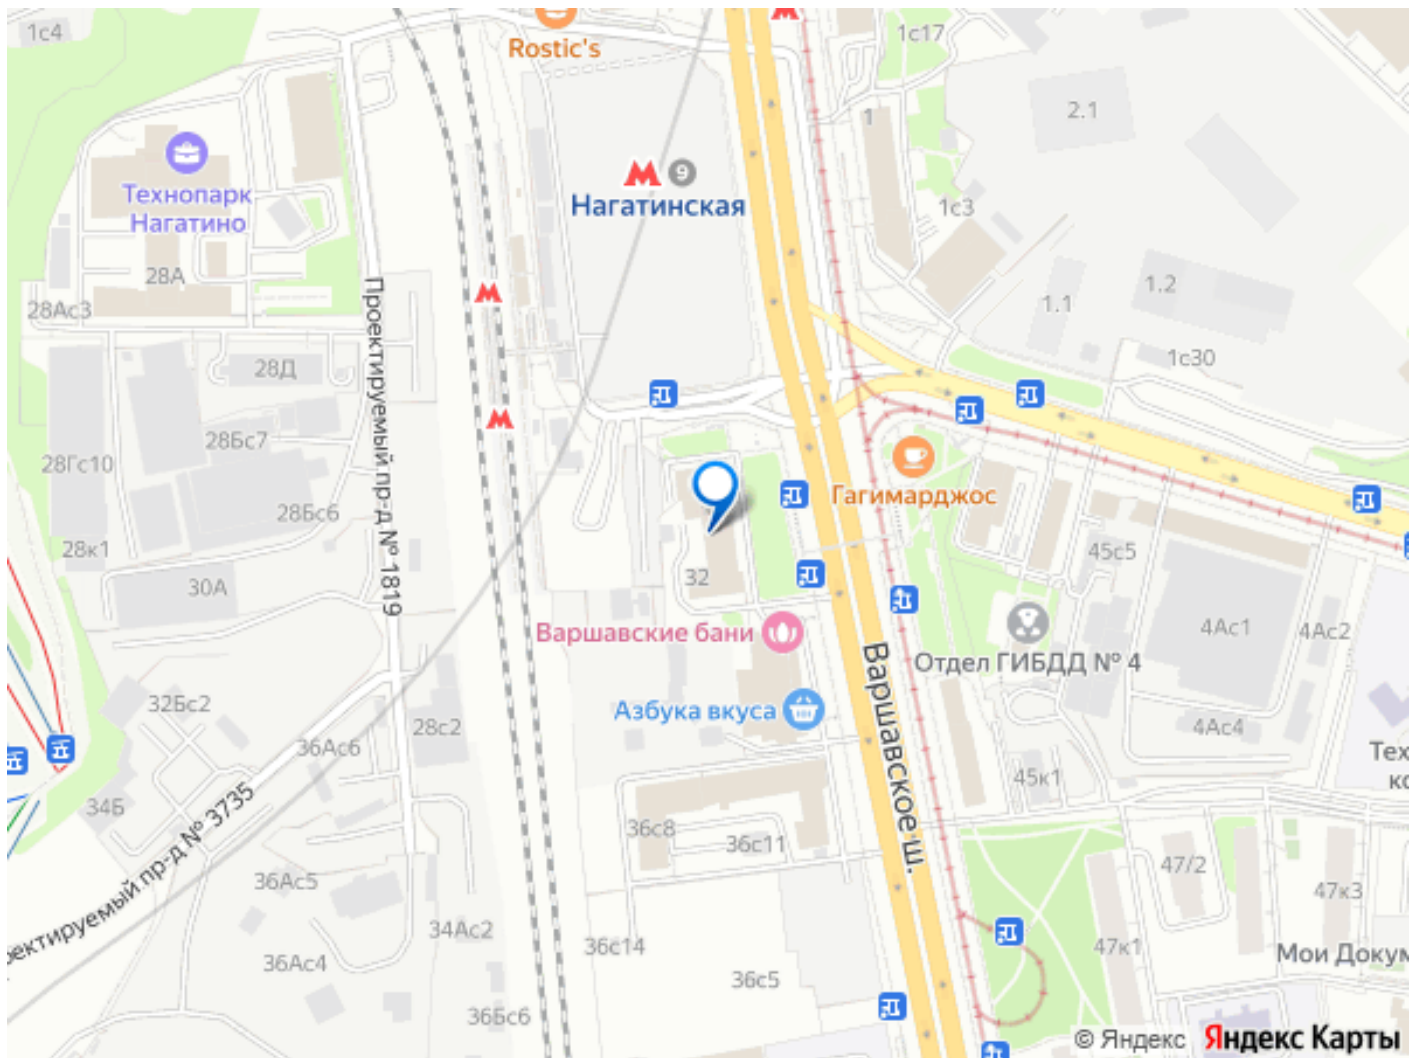 1с4
Rostic's
1с17
2.1
1
Технопарк
Нагатино
9
Нагатинская
1с3
28А
28Ас3
1.2
1.1
1с30
Проектируемый пр-д № 1819
28Д
28Бс7
28Гс10
28Бс6
28к1
30А
Гагимарджос
45с5
32
Варшавские бани
Отдел ГИБДД № 4
4Ас1
4Ас2
Варшавское ш.
32Бс2
28с2
36Ас6
Азбука вкуса
4Ас4
Тех
ко
45к1
34Б
ректируемый пр-д № 3735
36с8
36с11
47/2
47к3
36Ас5
34Ас2
36с14
47к1
Мои Докум
36Ас4
36с5
36Бс6
© Яндекс Яндекс Карты